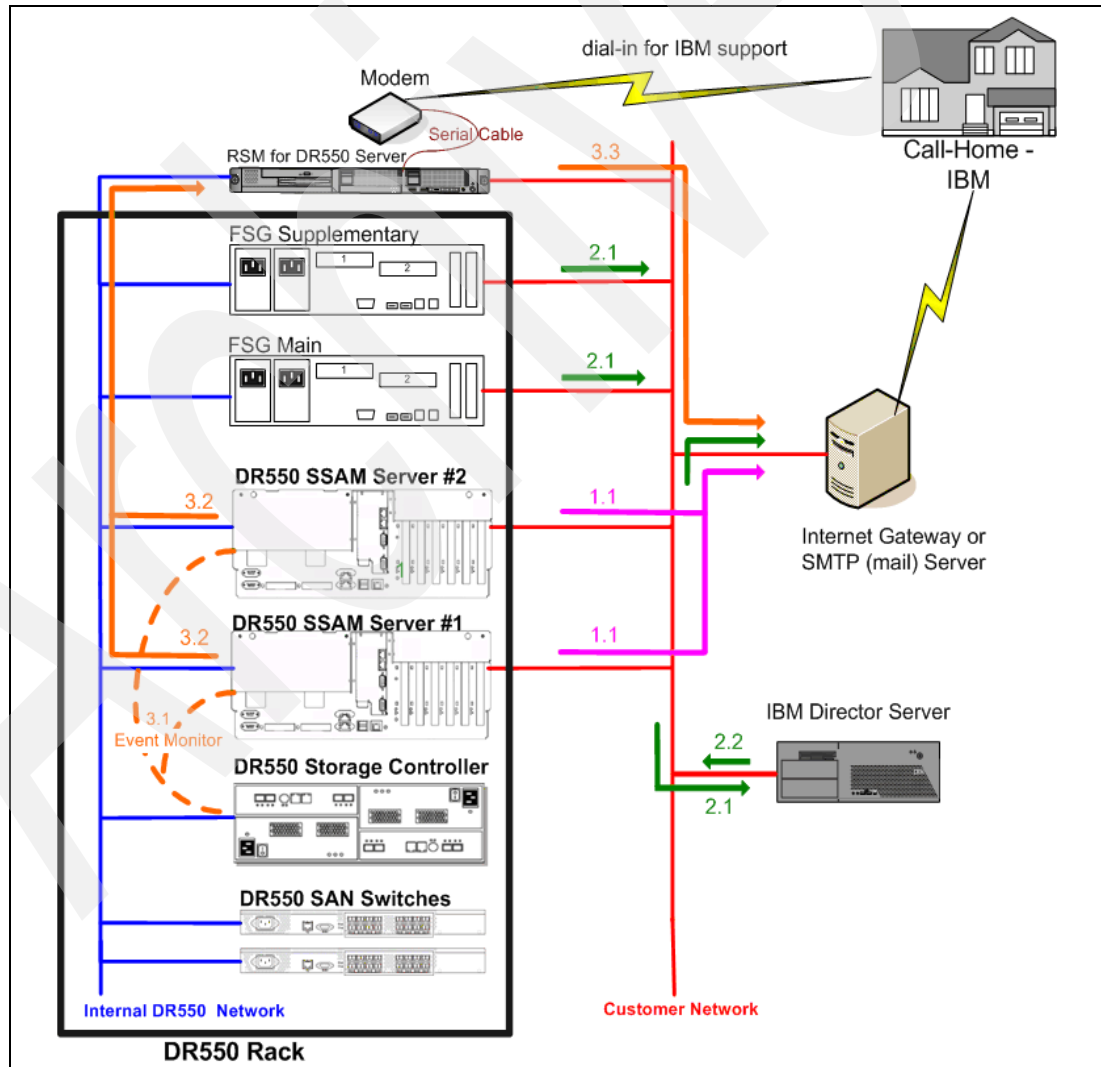 dial-in for IBM support
Modem
Serial Cable
RSM for DR550 Server
Call-Home -
IBM
3.3
FSG Supplementary
1
2
2.1
FSG Main
1
2
2.1
DR550 SSAM Server #2
3.2
1.1
Internet Gateway or
SMTP (mail) Server
DR550 SSAM Server #1
3.2
1.1
3.1
Event Monitor
IBM Director Server
2.2
2.1
DR550 Storage Controller
DR550 SAN Switches
Internal DR550 Network
Customer Network
DR550 Rack